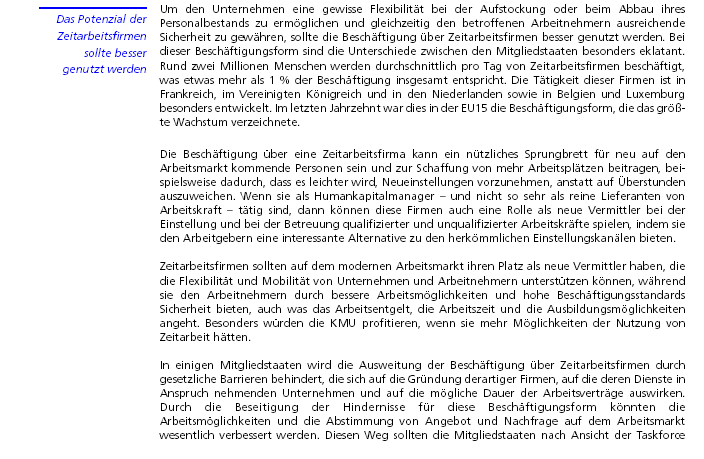 Das Potenzial der
Zeitarbeitsfirmen
sollte besser
genutzt werden
Um den Unternehmen eine gewisse Flexibilität bei der Aufstockung oder beim Abbau ihres
Personalbestands zu ermöglichen und gleichzeitig den betroffenen Arbeitnehmern ausreichende
Sicherheit zu gewähren, sollte die Beschäftigung über Zeitarbeitsfirmen besser genutzt werden. Bei
dieser Beschäftigungsform sind die Unterschiede zwischen den Mitgliedstaaten besonders eklatant.
Rund zwei Millionen Menschen werden durchschnittlich pro Tag von Zeitarbeitsfirmen beschäftigt,
was etwas mehr als 1 % der Beschäftigung insgesamt entspricht. Die Tätigkeit dieser Firmen ist in
Frankreich, im Vereinigten Königreich und in den Niederlanden sowie in Belgien und Luxemburg
besonders entwickelt. Im letzten Jahrzehnt war dies in der EU15 die Beschäftigungsform, die das größ-
te Wachstum verzeichnete.
Die Beschäftigung über eine Zeitarbeitsfirma kann ein nützliches Sprungbrett für neu auf den
Arbeitsmarkt kommende Personen sein und zur Schaffung von mehr Arbeitsplätzen beitragen, bei-
spielsweise dadurch, dass es leichter wird, Neueinstellungen vorzunehmen, anstatt auf Überstunden
auszuweichen. Wenn sie als Humankapitalmanager – und nicht so sehr als reine Lieferanten von
Arbeitskraft – tätig sind, dann können diese Firmen auch eine Rolle als neue Vermittler bei der
Einstellung und bei der Betreuung qualifizierter und unqualifizierter Arbeitskräfte spielen, indem sie
den Arbeitgebern eine interessante Alternative zu den herkömmlichen Einstellungskanälen bieten.
Zeitarbeitsfirmen sollten auf dem modernen Arbeitsmarkt ihren Platz als neue Vermittler haben, die
die Flexibilität und Mobilität von Unternehmen und Arbeitnehmern unterstützen können, während
sie den Arbeitnehmern durch bessere Arbeitsmöglichkeiten und hohe Beschäftigungsstandards
Sicherheit bieten, auch was das Arbeitsentgelt, die Arbeitszeit und die Ausbildungsmöglichkeiten
angeht. Besonders würden die KMU profitieren, wenn sie mehr Möglichkeiten der Nutzung von
Zeitarbeit hätten.
In einigen Mitgliedstaaten wird die Ausweitung der Beschäftigung über Zeitarbeitsfirmen durch
gesetzliche Barrieren behindert, die sich auf die Gründung derartiger Firmen, auf die deren Dienste in
Anspruch nehmenden Unternehmen und auf die mögliche Dauer der Arbeitsverträge auswirken.
Durch die Beseitigung der Hindernisse für diese Beschäftigungsform könnten die
Arbeitsmöglichkeiten und die Abstimmung von Angebot und Nachfrage auf dem Arbeitsmarkt
wesentlich verbessert werden. Diesen Weg sollten die Mitgliedstaaten nach Ansicht der Taskforce